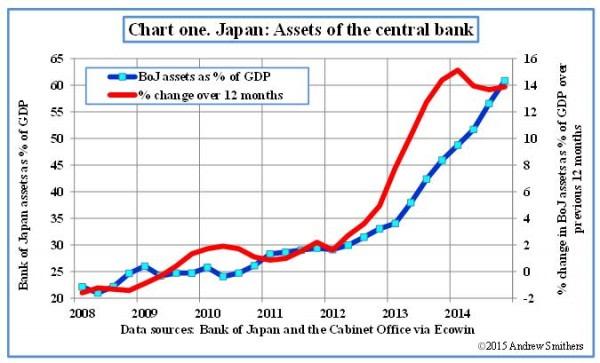 Chart one. Japan: Assets of the central bank
BoJ assets as % of GDP
% change over 12 months
Bank of Japan assets as % of GDP
65
60
55
50
45
40
35
30
25
20
16
14
12
10
8
6
4
2
0
-2
% change in BoJ assets as % of GDP over
previous 12 months
2008 2009 2010 2011 2012 2013 2014
Data sources: Bank of Japan and the Cabinet Office via Ecowin
©2015 Andrew Smithers